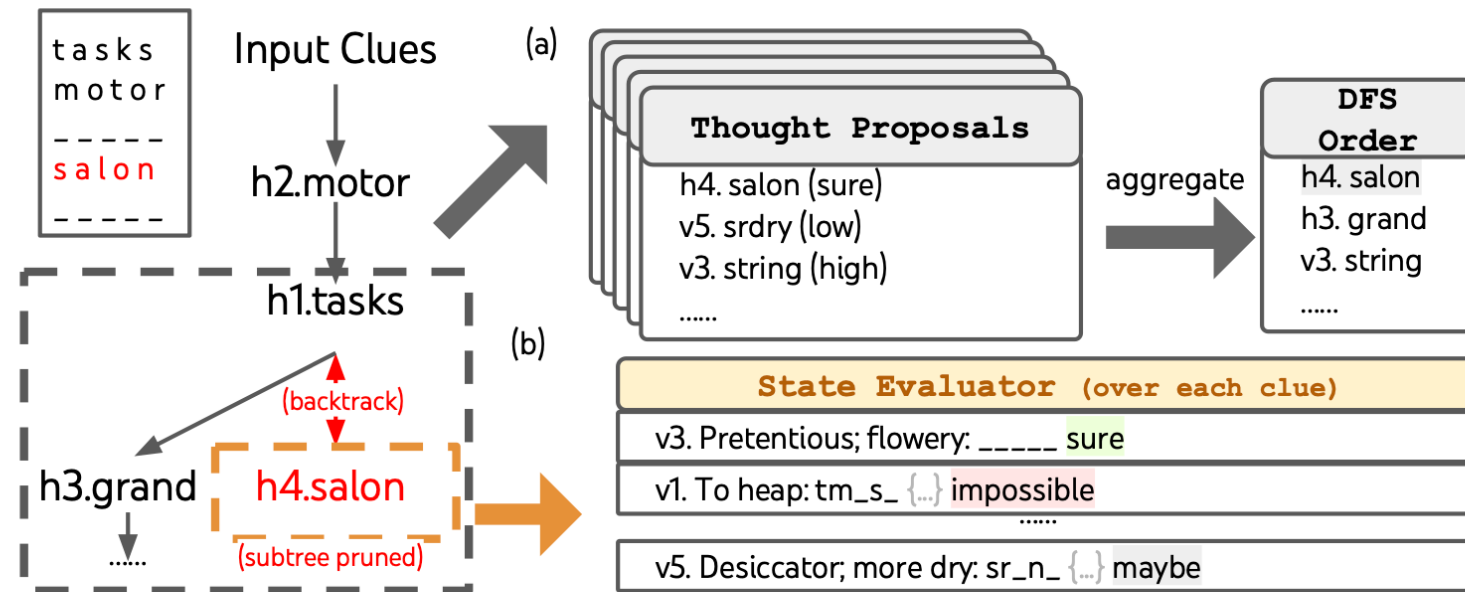 tasks
motor
_____
salon
_____
Input Clues
h2.motor
h1.tasks
(backtrack)
h3.grand
h4.salon
......
(subtree pruned)
(a)
Thought Proposals
h4. salon (sure)
v5. srdry (low)
v3. string (high)
......
aggregate
DFS
Order
h4. salon
h3. grand
v3. string
......
(b)
State Evaluator (over each clue)
v3. Pretentious; flowery: _____ sure
v1. To heap: tm_s_ {...} impossible
......
v5. Desiccator; more dry: sr_n_ {...} maybe